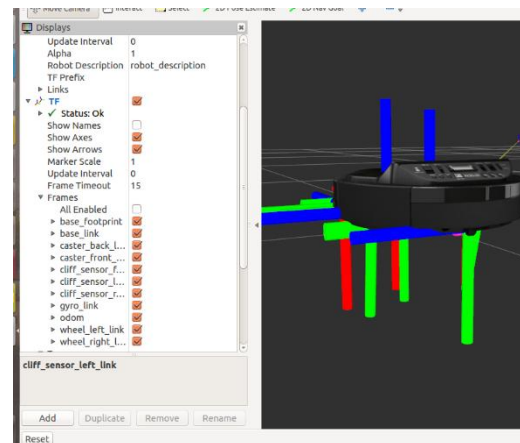 Move Camera Interact Select 2D Pose Estimate 2D Nav Goal
Displays
Update Interval 0
Alpha 1
Robot Description robot_description
TF Prefix
Links
TF
Status: Ok
Show Names
Show Axes
Show Arrows
Marker Scale 1
Update Interval 0
Frame Timeout 15
Frames
All Enabled
base_footprint
base_link
caster_back_l...
caster_front_...
cliff_sensor_f...
cliff_sensor_l...
cliff_sensor_r...
gyro_link
odom
wheel_left_link
wheel_right_l...
cliff_sensor_left_link
Add Duplicate Remove Rename
Reset